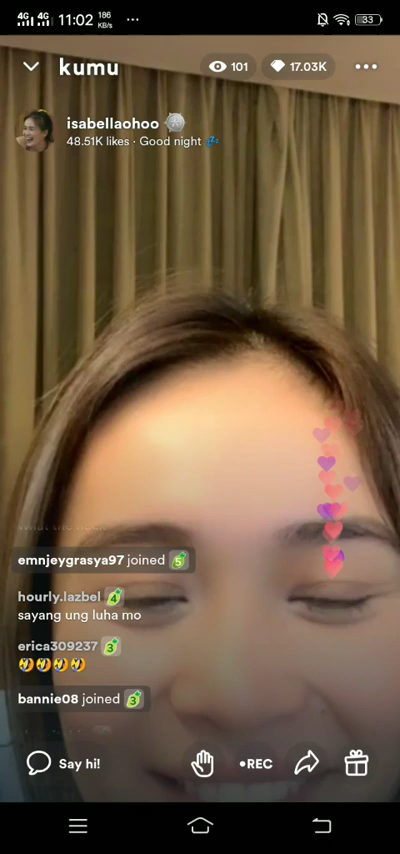 4G 4G 11:02 186 KB/s ... 33
kumu 101 17.03K
isabellaohoo
48.51K likes · Good night 💤
emnjeygrasya97 joined 5
hourly.lazbel 4
sayang ung luha mo
erica309237 3
🤣🤣🤣🤣
bannie08 joined 3
Say hi! •REC